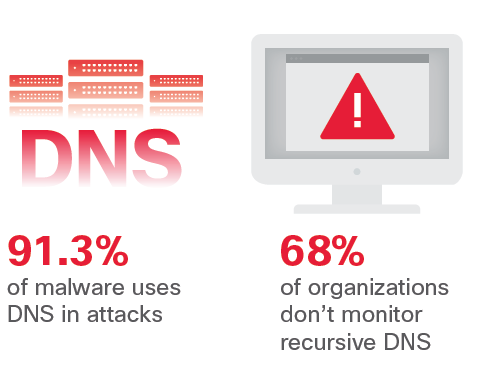 DNS
91.3%
of malware uses
DNS in attacks
!
68%
of organizations
don’t monitor
recursive DNS